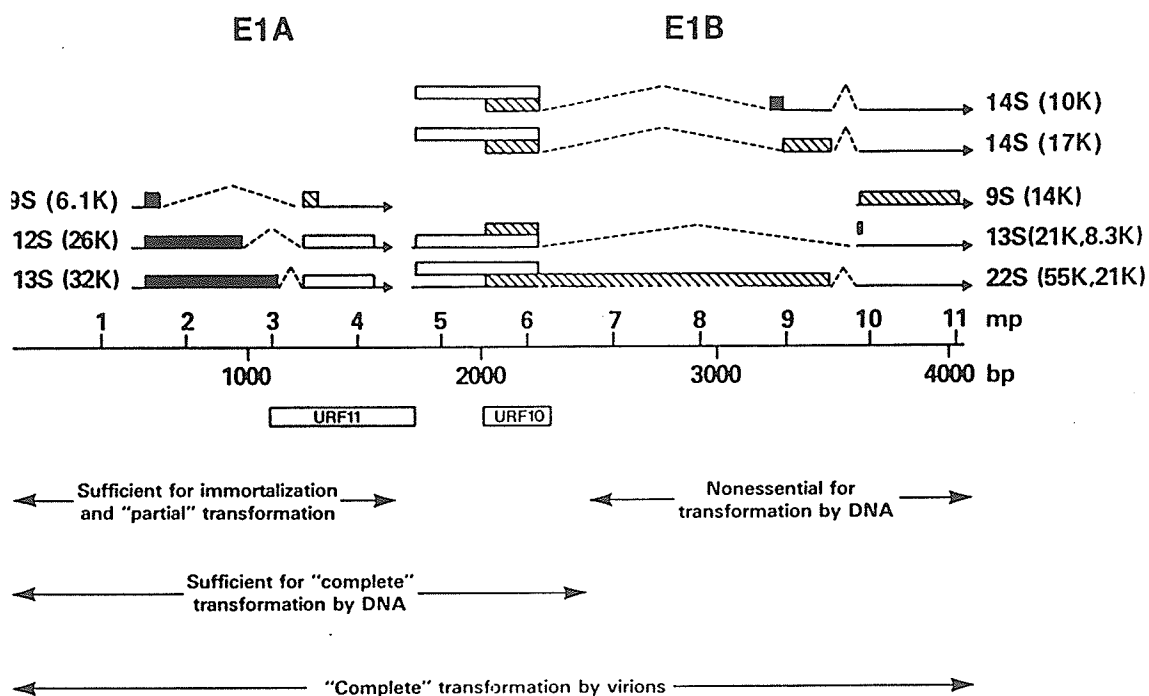 E1A E1B
14S (10K)
14S (17K)
9S (6.1K) 9S (14K)
12S (26K) 13S(21K,8.3K)
13S (32K) 22S (55K,21K)
1 2 3 4 5 6 7 8 9 10 11 mp
1000 2000 3000 4000 bp
URF11 URF10
Sufficient for immortalization
and "partial" transformation
Nonessential for
transformation by DNA
Sufficient for "complete"
transformation by DNA
"Complete" transformation by virions